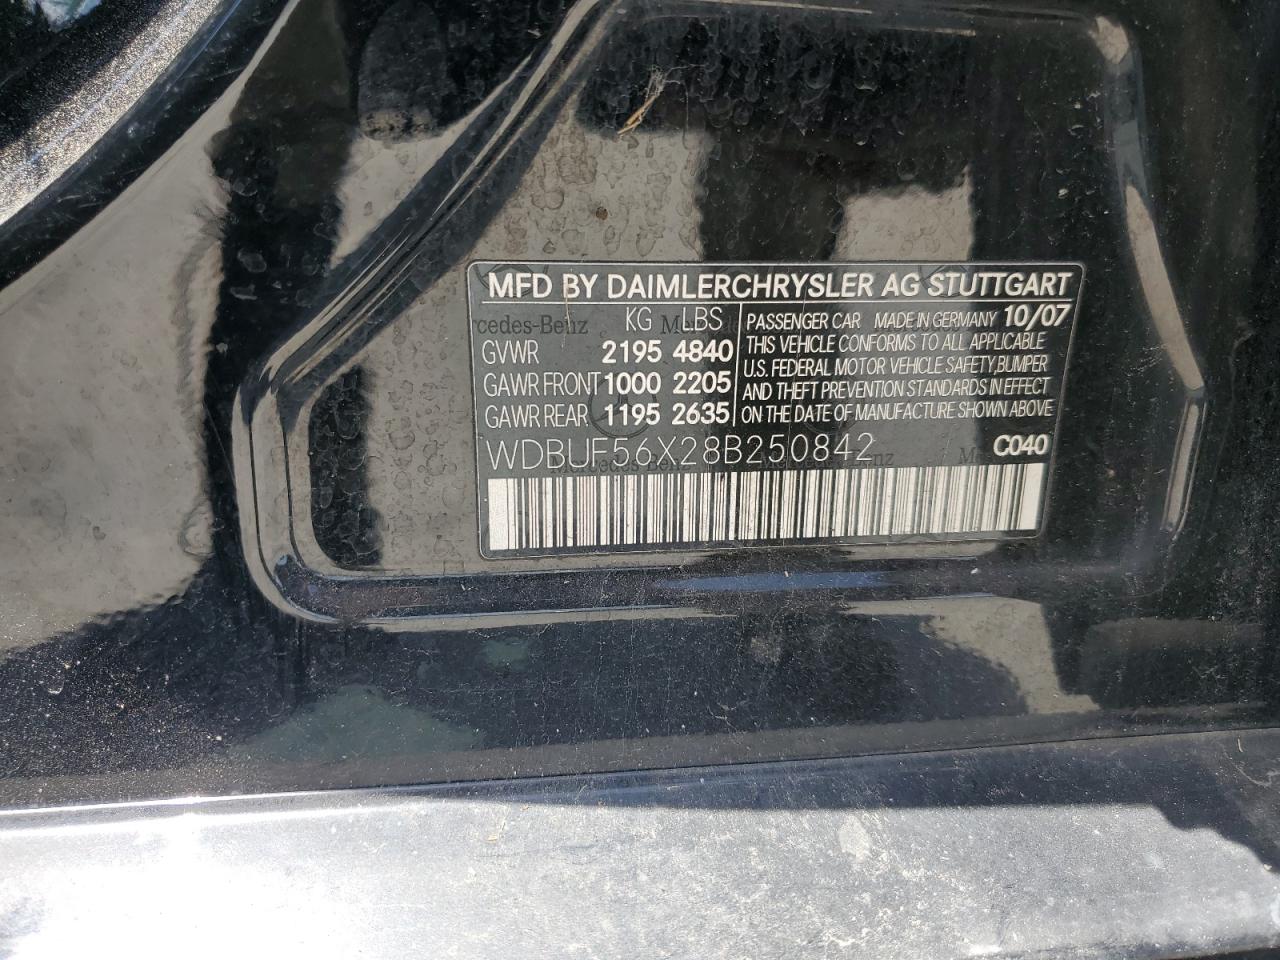 MFD BY DAIMLERCHRYSLER AG STUTTGART
KG LBS
GVWR 2195 4840
GAWR FRONT 1000 2205
GAWR REAR 1195 2635
PASSENGER CAR MADE IN GERMANY 10/07
THIS VEHICLE CONFORMS TO ALL APPLICABLE
U.S. FEDERAL MOTOR VEHICLE SAFETY, BUMPER
AND THEFT PREVENTION STANDARDS IN EFFECT
ON THE DATE OF MANUFACTURE SHOWN ABOVE
WDBUF56X28B250842 C040
Mercedes Benz